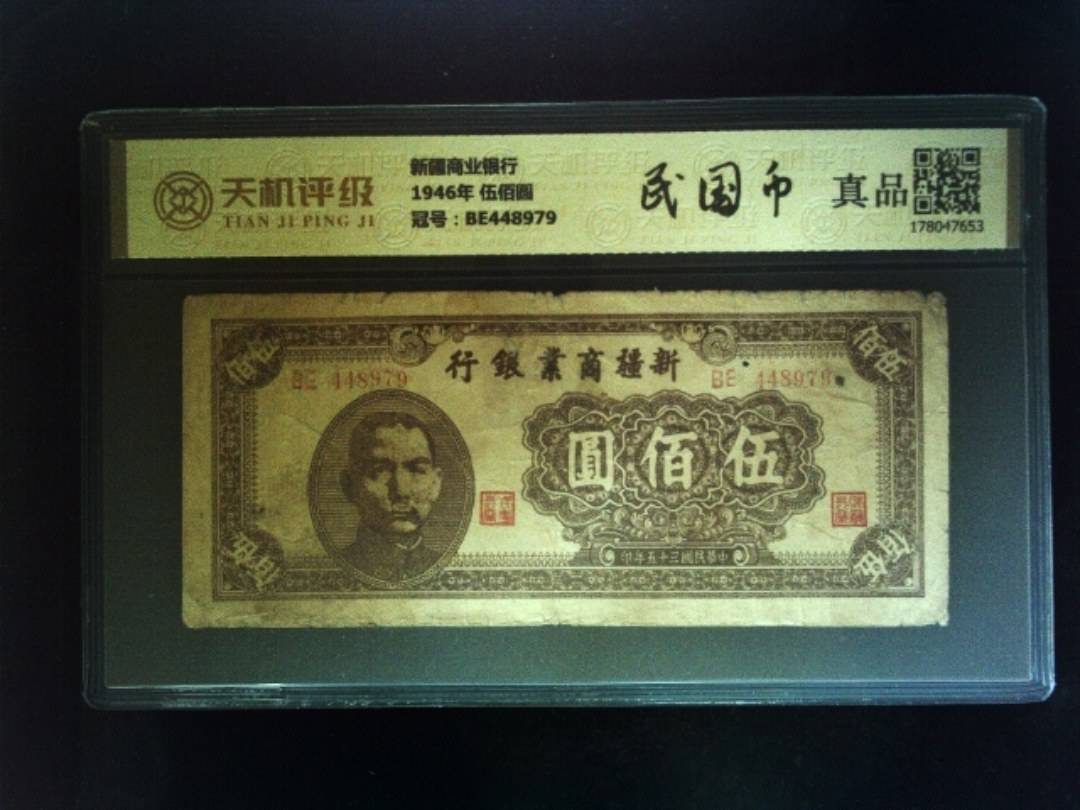 天机评级
TIAN JI PING JI
新疆商业银行
1946年 伍佰圆
冠号：BE448979
民国币
真品
178047653
行銀業商疆新
BE 448979
BE 448979
圓佰伍
印年五十三國民華中
伍佰
伍佰